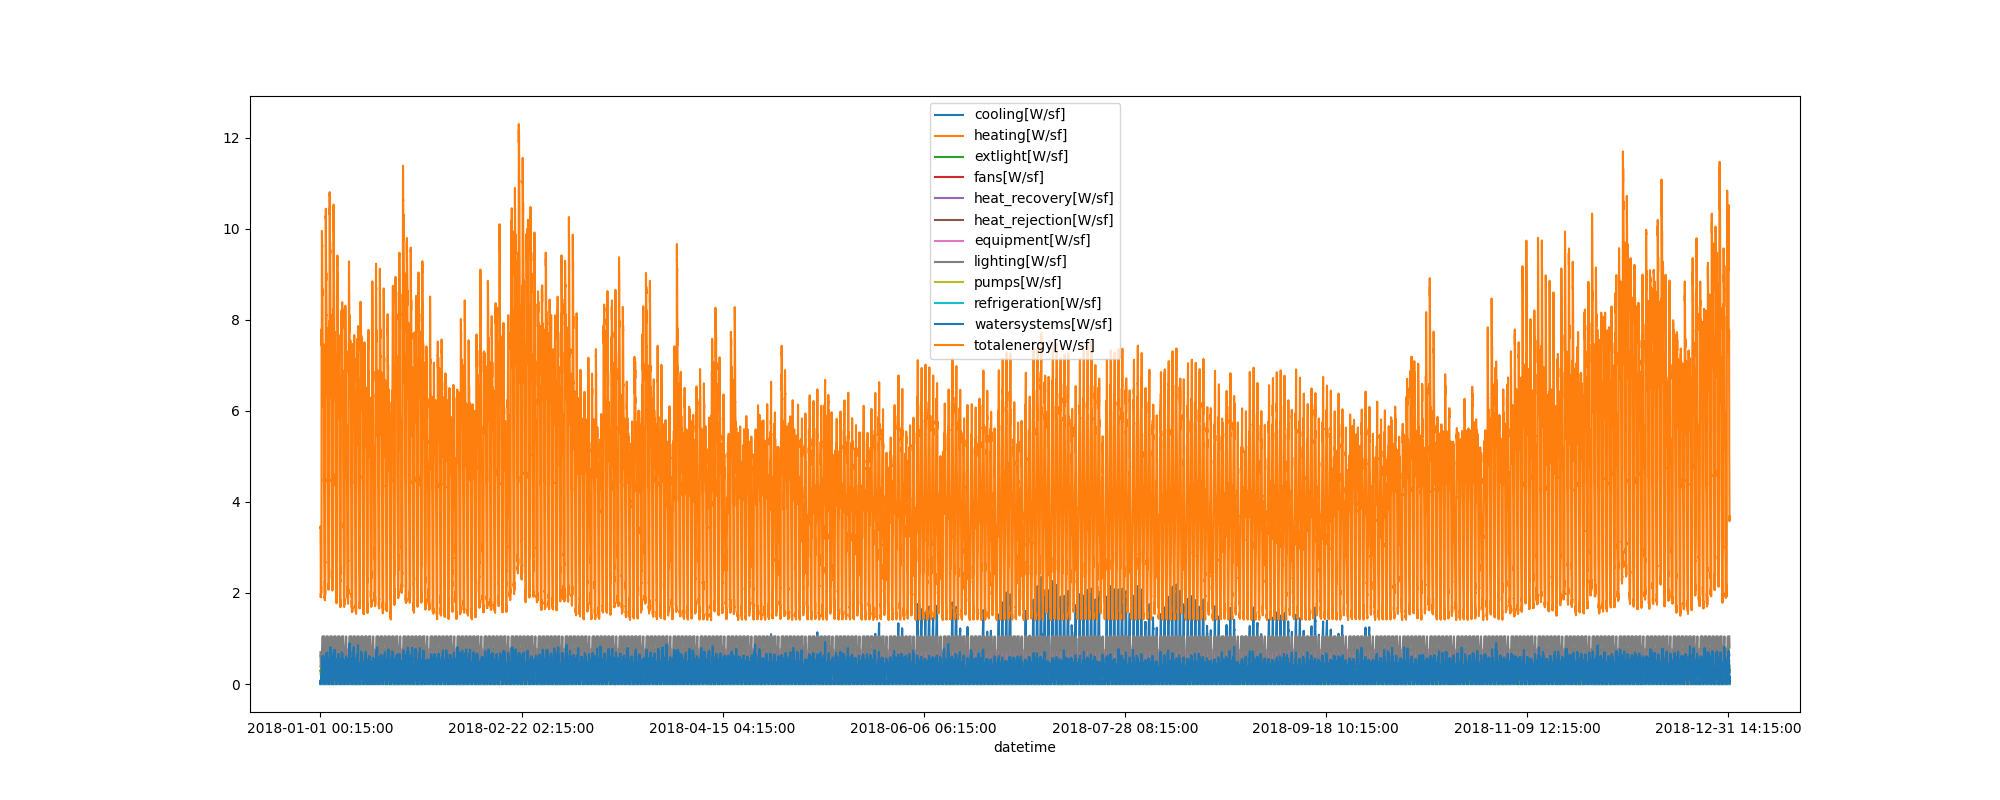 cooling[W/sf]
heating[W/sf]
extlight[W/sf]
fans[W/sf]
heat_recovery[W/sf]
heat_rejection[W/sf]
equipment[W/sf]
lighting[W/sf]
pumps[W/sf]
refrigeration[W/sf]
watersystems[W/sf]
totalenergy[W/sf]
12
10
8
6
4
2
0
2018-01-01 00:15:00 2018-02-22 02:15:00 2018-04-15 04:15:00 2018-06-06 06:15:00 2018-07-28 08:15:00 2018-09-18 10:15:00 2018-11-09 12:15:00 2018-12-31 14:15:00
datetime